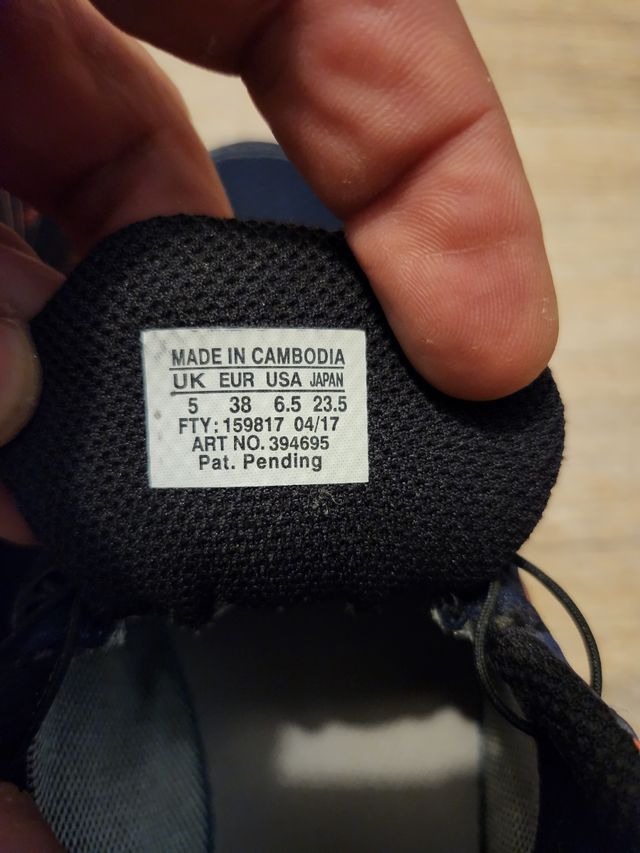 MADE IN CAMBODIA
UK EUR USA JAPAN
5 38 6.5 23.5
FTY: 159817 04/17
ART NO. 394695
Pat. Pending